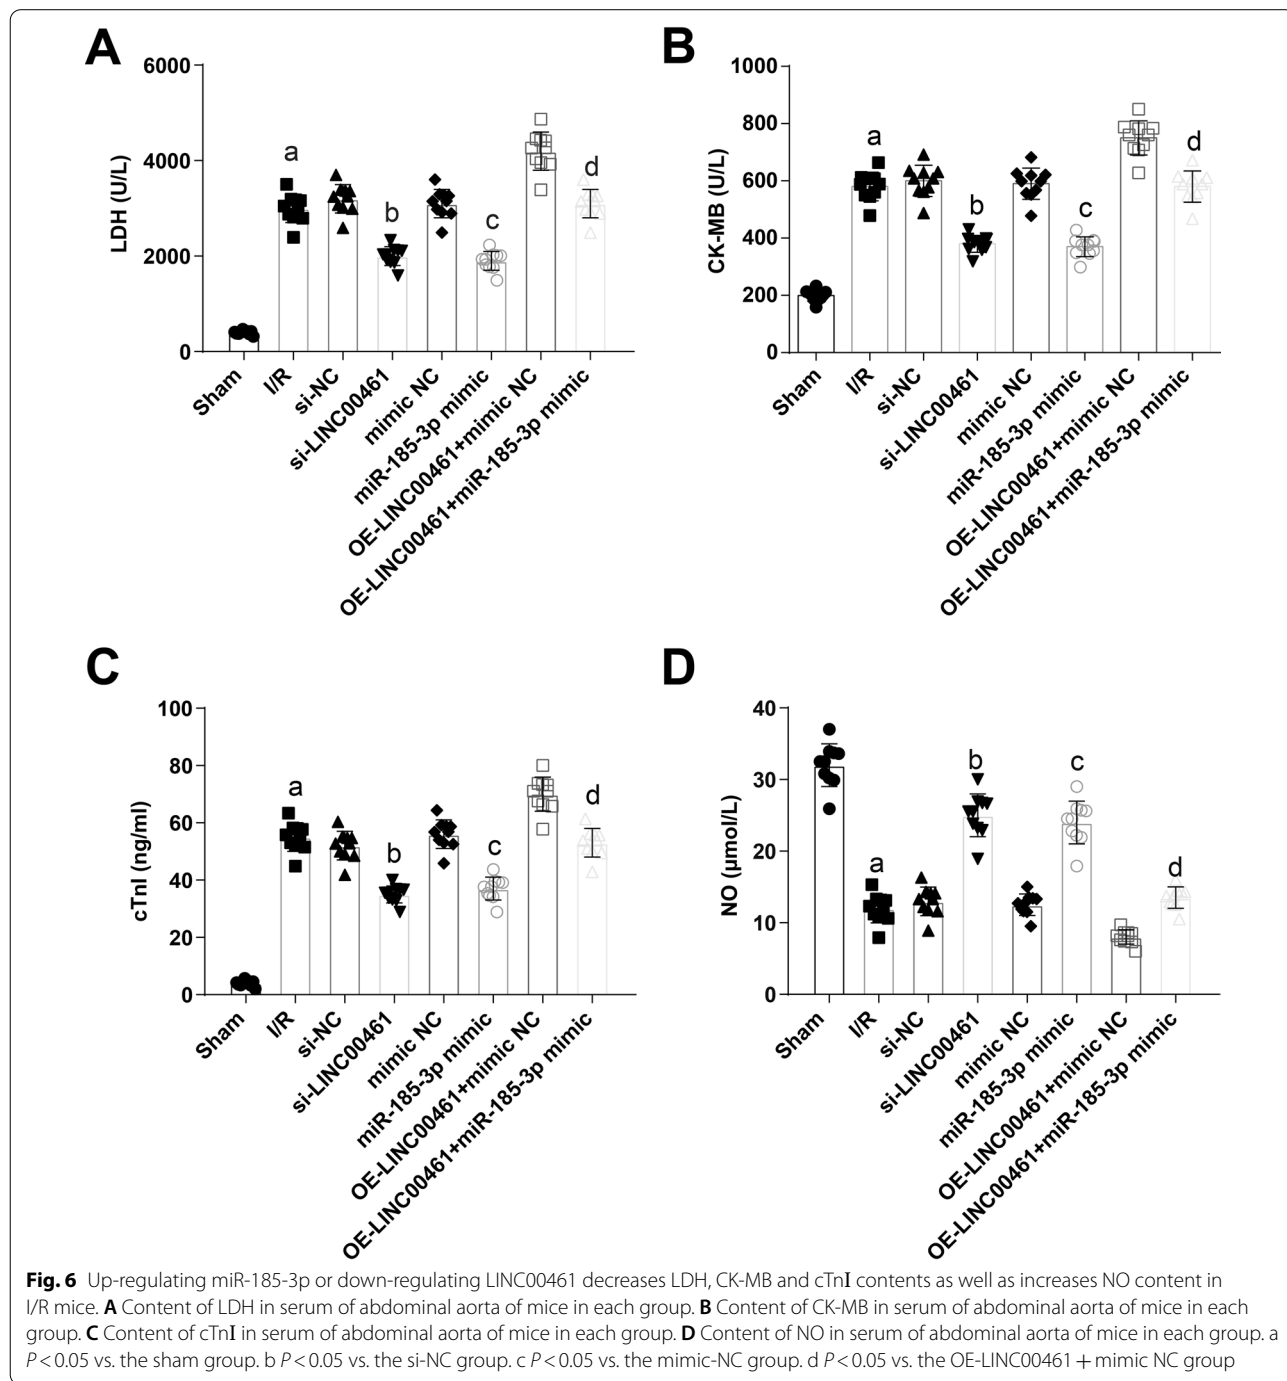 A
LDH (U/L)
6000
4000
2000
0
a
b
c
d
Sham
I/R
si-NC
si-LINC00461
mimic NC
miR-185-3p mimic
OE-LINC00461+mimic NC
OE-LINC00461+miR-185-3p mimic
B
CK-MB (U/L)
1000
800
600
400
200
0
a
b
c
d
Sham
I/R
si-NC
si-LINC00461
mimic NC
miR-185-3p mimic
OE-LINC00461+mimic NC
OE-LINC00461+miR-185-3p mimic
C
cTnI (ng/ml)
100
80
60
40
20
0
a
b
c
d
Sham
I/R
si-NC
si-LINC00461
mimic NC
miR-185-3p mimic
OE-LINC00461+mimic NC
OE-LINC00461+miR-185-3p mimic
D
NO (μmol/L)
40
30
20
10
0
a
b
c
d
Sham
I/R
si-NC
si-LINC00461
mimic NC
miR-185-3p mimic
OE-LINC00461+mimic NC
OE-LINC00461+miR-185-3p mimic
Fig. 6 Up-regulating miR-185-3p or down-regulating LINC00461 decreases LDH, CK-MB and cTnI contents as well as increases NO content in
I/R mice. A Content of LDH in serum of abdominal aorta of mice in each group. B Content of CK-MB in serum of abdominal aorta of mice in each
group. C Content of cTnI in serum of abdominal aorta of mice in each group. D Content of NO in serum of abdominal aorta of mice in each group. a
P < 0.05 vs. the sham group. b P < 0.05 vs. the si-NC group. c P < 0.05 vs. the mimic-NC group. d P < 0.05 vs. the OE-LINC00461 + mimic NC group